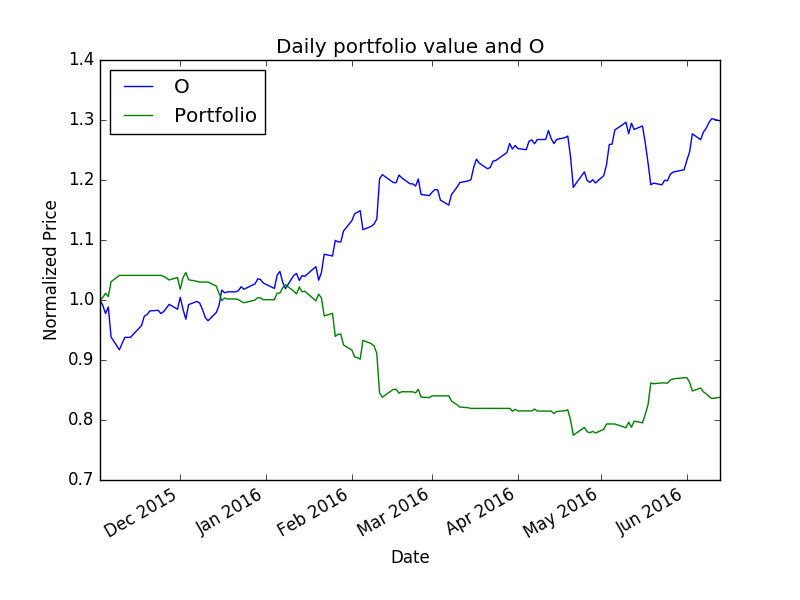 Daily portfolio value and O
1.4
1.3
1.2
1.1
1.0
0.9
0.8
0.7
Normalized Price
O
Portfolio
Dec 2015
Jan 2016
Feb 2016
Mar 2016
Apr 2016
May 2016
Jun 2016
Date